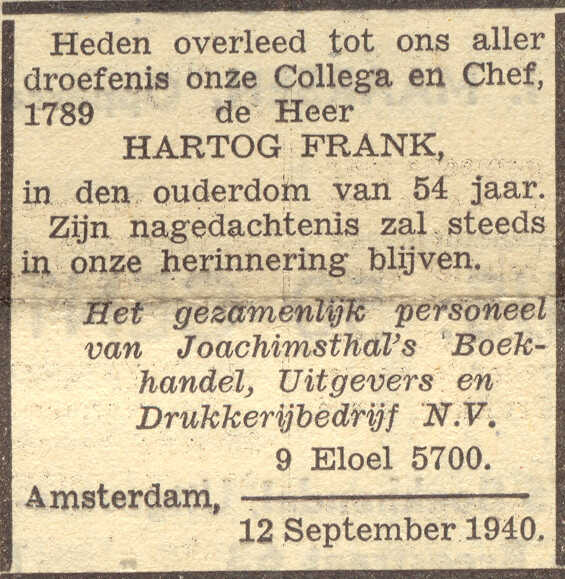 Heden overleed tot ons aller
droefenis onze Collega en Chef,
1789 de Heer
HARTOG FRANK,
in den ouderdom van 54 jaar.
Zijn nagedachtenis zal steeds
in onze herinnering blijven.
Het gezamenlijk personeel
van Joachimsthal's Boek-
handel, Uitgevers en
Drukkerijbedrijf N.V.
9 Eloel 5700.
Amsterdam,
12 September 1940.